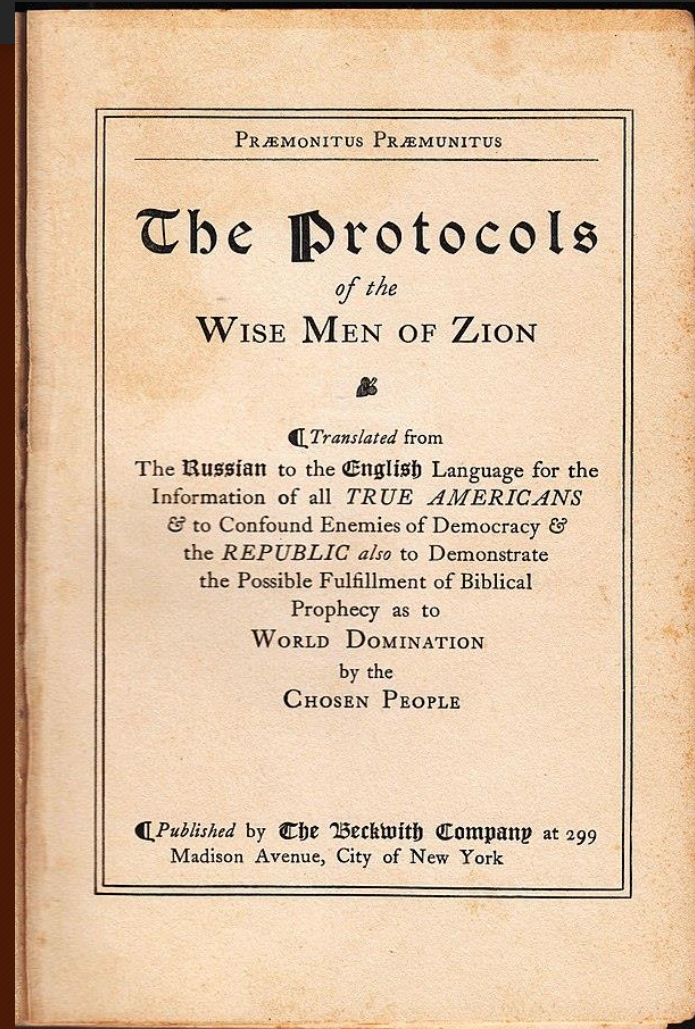 PRÆMONITUS PRÆMUNITUS
The Protocols
of the
WISE MEN OF ZION
Translated from
The Russian to the English Language for the
Information of all TRUE AMERICANS
& to Confound Enemies of Democracy &
the REPUBLIC also to Demonstrate
the Possible Fulfillment of Biblical
Prophecy as to
WORLD DOMINATION
by the
CHOSEN PEOPLE
Published by The Beckwith Company at 299
Madison Avenue, City of New York